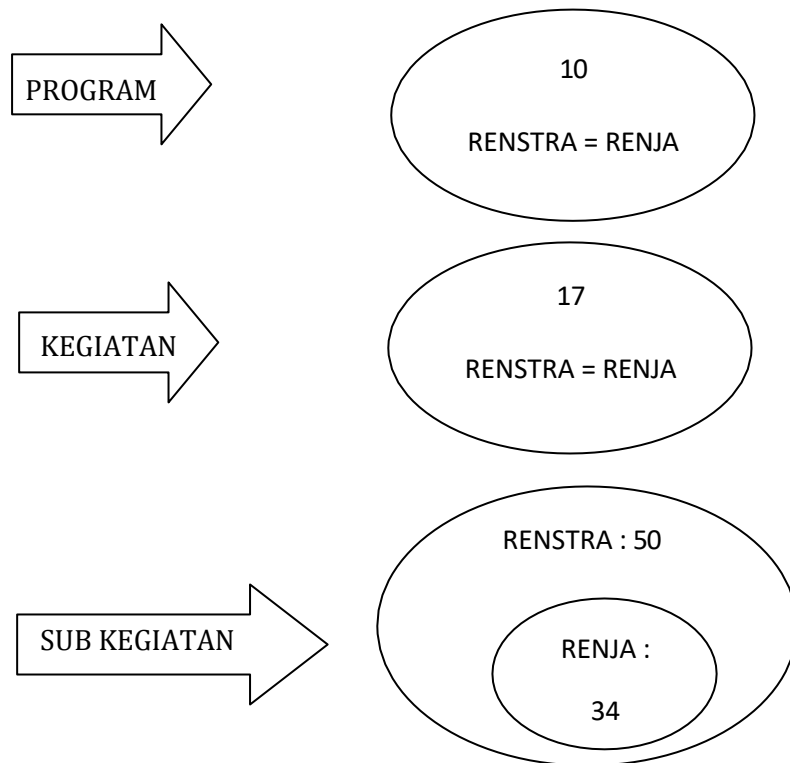 PROGRAM
10
RENSTRA = RENJA
KEGIATAN
17
RENSTRA = RENJA
SUB KEGIATAN
RENSTRA : 50
RENJA :
34